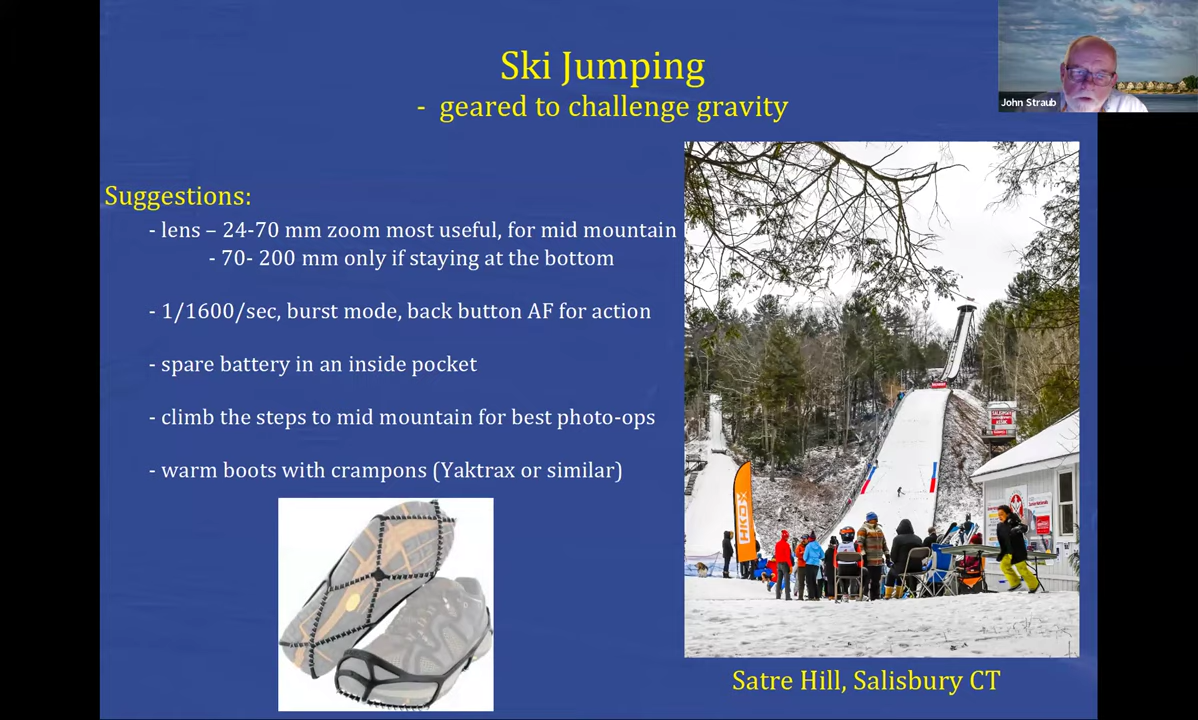 Ski Jumping
- geared to challenge gravity
John Straub
Suggestions:
- lens – 24-70 mm zoom most useful, for mid mountain
- 70- 200 mm only if staying at the bottom
- 1/1600/sec, burst mode, back button AF for action
- spare battery in an inside pocket
- climb the steps to mid mountain for best photo-ops
- warm boots with crampons (Yaktrax or similar)
HKDX
Satre Hill, Salisbury CT